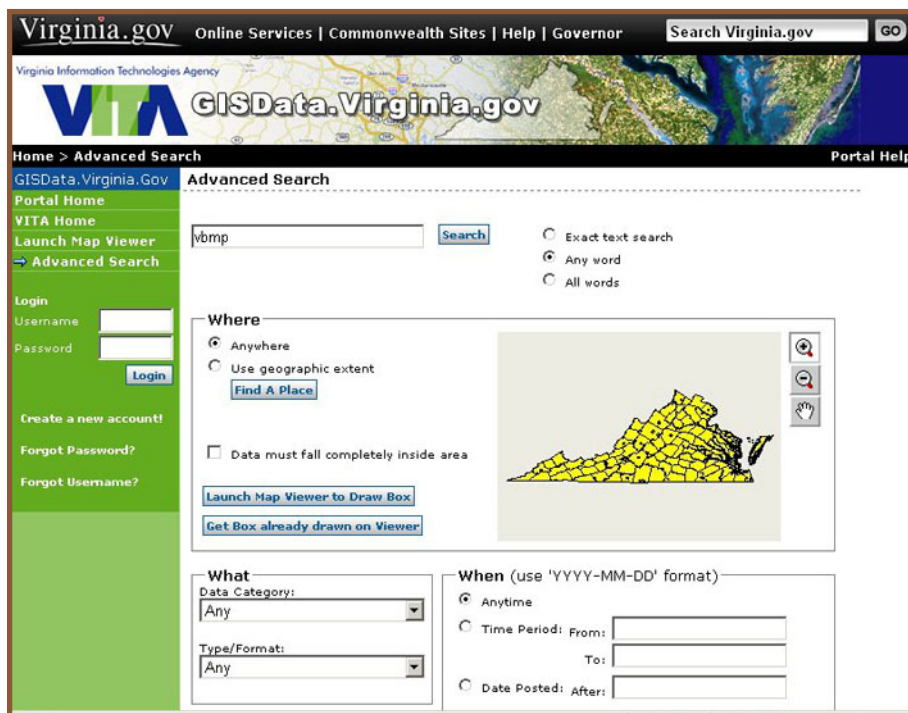 Virginia.gov Online Services | Commonwealth Sites | Help | Governor Search Virginia.gov GO
Virginia Information Technologies Agency
VITA GISData.Virginia.gov
Home > Advanced Search Portal Help
GISData.Virginia.Gov
Portal Home
VITA Home
Launch Map Viewer
Advanced Search
Login
Username
Password
Login
Create a new account!
Forgot Password?
Forgot Username?
Advanced Search
vbmp Search
Exact text search
Any word
All words
Where
Anywhere
Use geographic extent
Find A Place
Data must fall completely inside area
Launch Map Viewer to Draw Box
Get Box already drawn on Viewer
What
Data Category:
Any
Type/Format:
Any
When (use 'YYYY-MM-DD' format)
Anytime
Time Period: From:
To:
Date Posted: After: